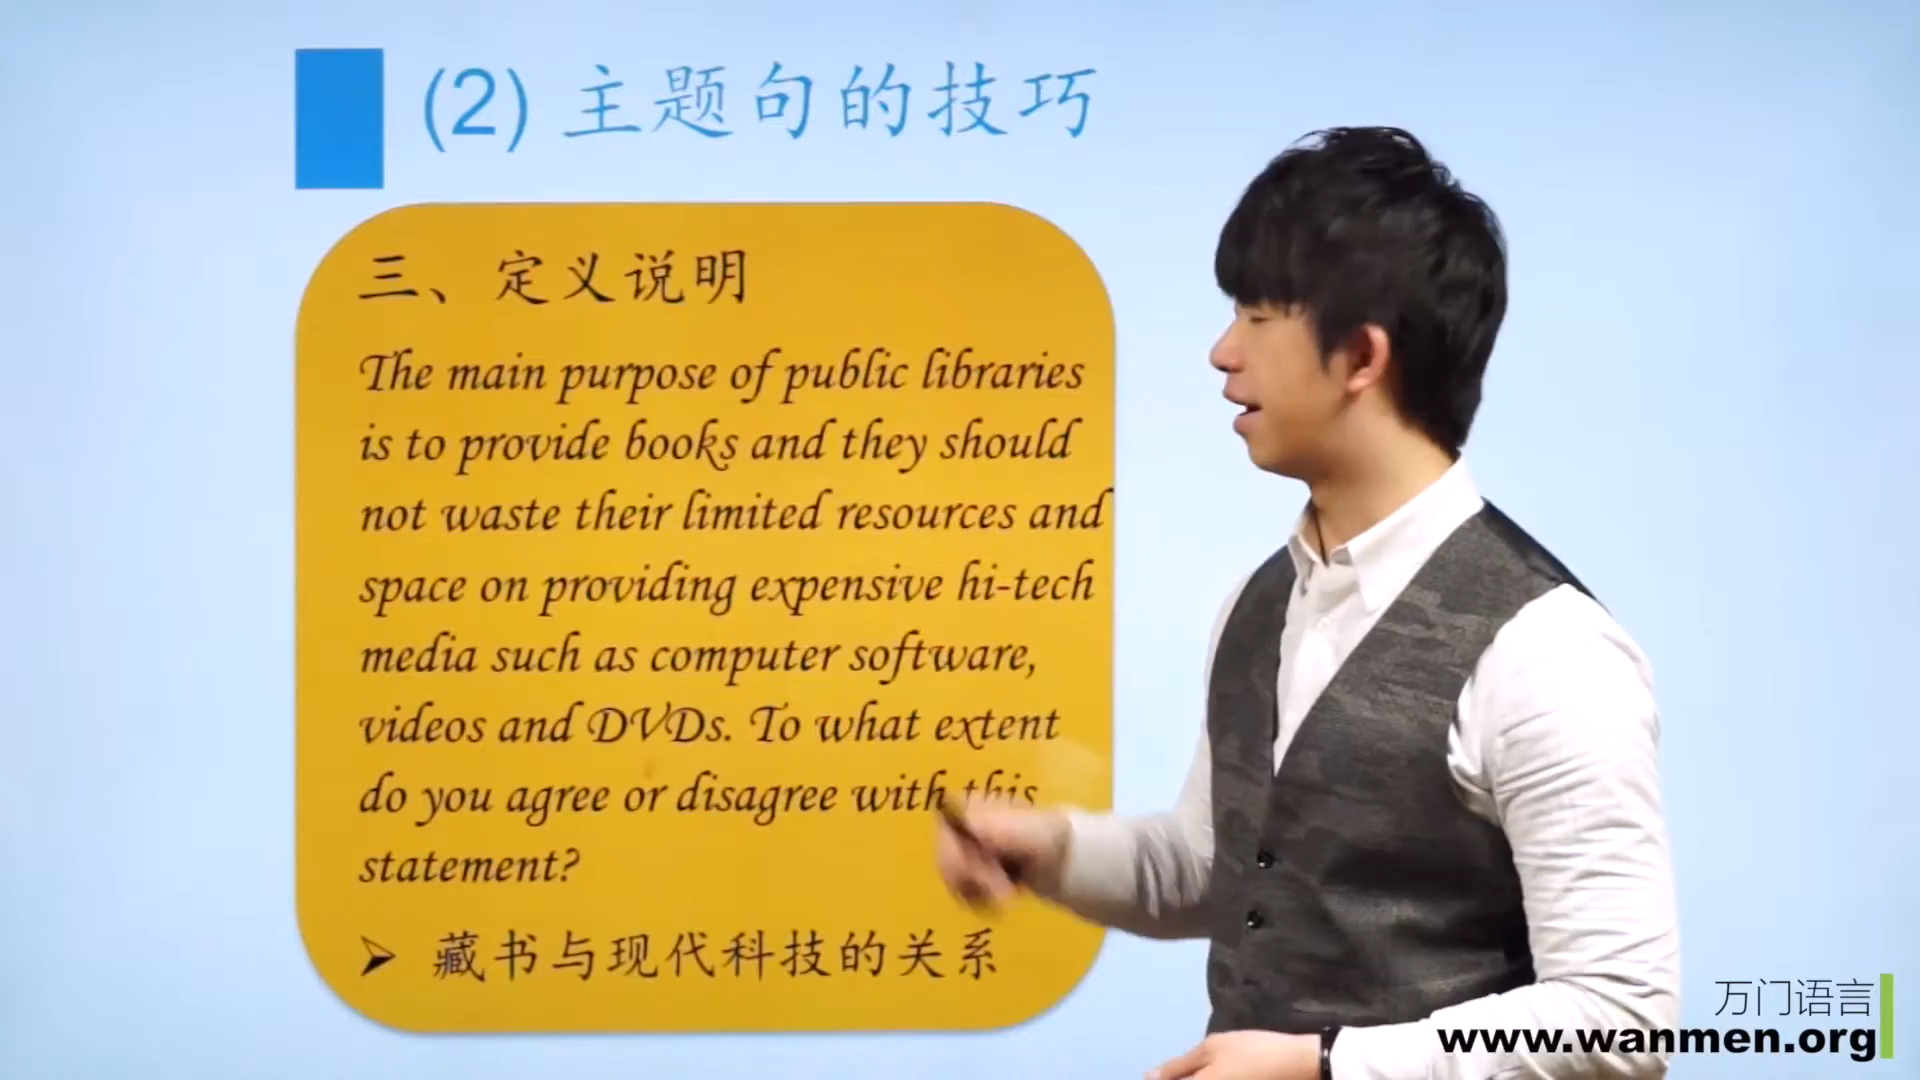 (2) 主题句的技巧
三、定义说明
The main purpose of public libraries
is to provide books and they should
not waste their limited resources and
space on providing expensive hi-tech
media such as computer software,
videos and DVDs. To what extent
do you agree or disagree with this
statement?
➢ 藏书与现代科技的关系
万门语言
www.wanmen.org